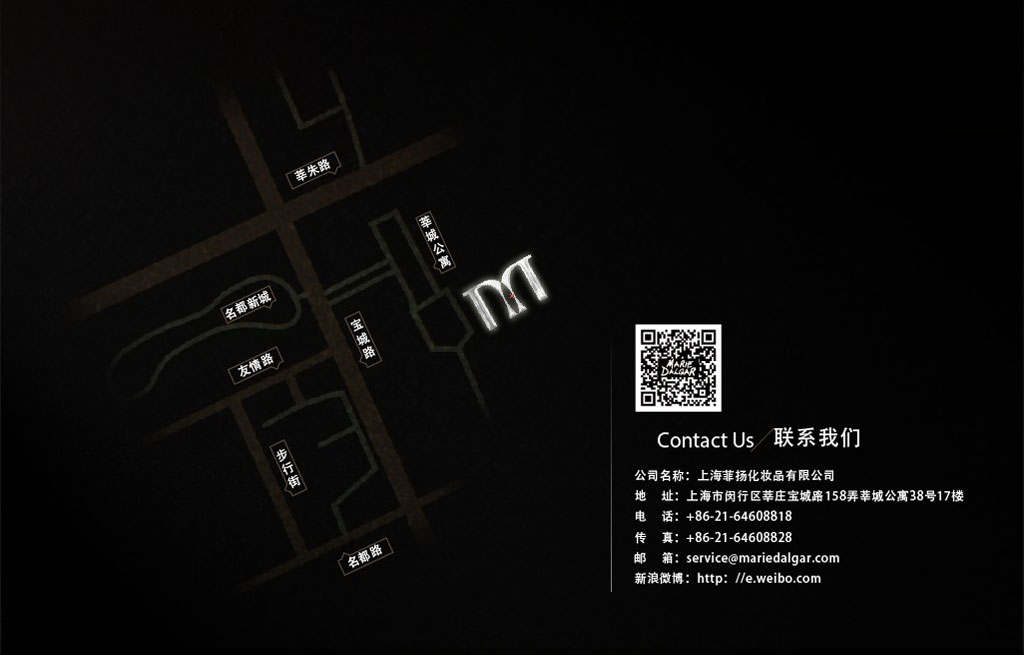 莘朱路
莘城公寓
名都新城
宝城路
友情路
步行街
名都路
MARIE
DALGAR
Contact Us / 联系我们
公司名称：上海菲扬化妆品有限公司
地 址：上海市闵行区莘庄宝城路158弄莘城公寓38号17楼
电 话：+86-21-64608818
传 真：+86-21-64608828
邮 箱：service@mariedalgar.com
新浪微博：http：//e.weibo.com